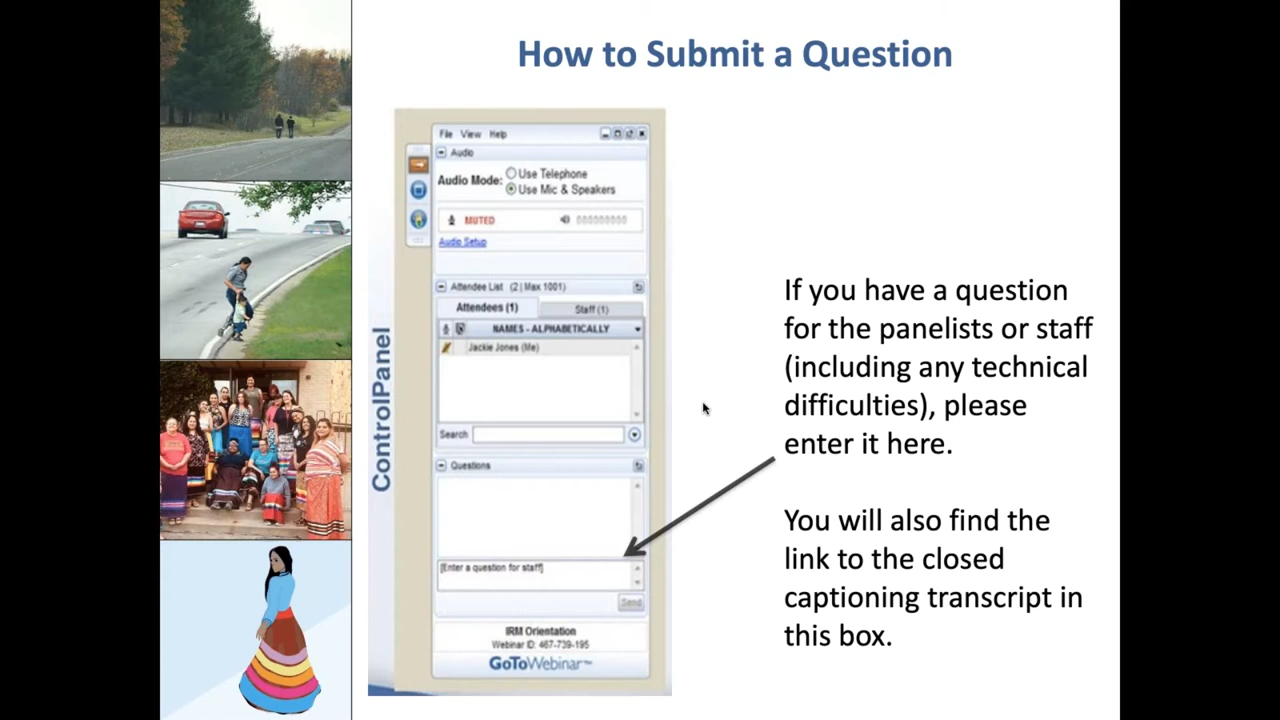 How to Submit a Question
File View Help
Audio
Audio Mode:
Use Telephone
Use Mic & Speakers
MUTED
Audio Setup
Attendee List (2 | Max 1001)
Attendees (1)
Staff (1)
NAMES - ALPHABETICALLY
Jackie Jones (Me)
Search
Questions
[Enter a question for staff]
Send
IRM Orientation
Webinar ID: 467-739-195
GoToWebinar™
ControlPanel
If you have a question
for the panelists or staff
(including any technical
difficulties), please
enter it here.
You will also find the
link to the closed
captioning transcript in
this box.